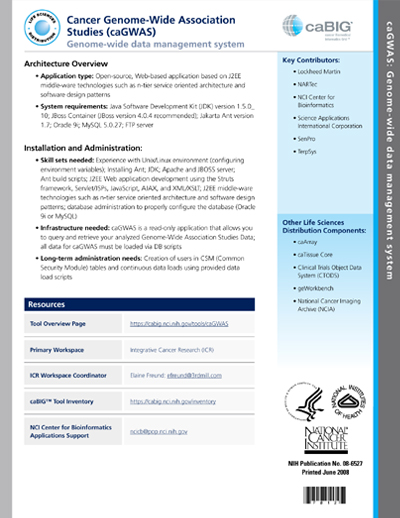 LIFE SCIENCES
DISTRIBUTION
Cancer Genome-Wide Association
Studies (caGWAS)
Genome-wide data management system
caBIG®
caGWAS: Genome-wide data management system
Architecture Overview
• Application type: Open-source, Web-based application based on J2EE
middle-ware technologies such as n-tier service oriented architecture and
software design patterns
• System requirements: Java Software Development Kit (JDK) version 1.5.0_
10; JBoss Container (JBoss version 4.0.4 recommended); Jakarta Ant version
1.7; Oracle 9i; MySQL 5.0.27; FTP server
Installation and Administration:
• Skill sets needed: Experience with Unix/Linux environment (configuring
environment variables); Installing Ant, JDK; Apache and JBOSS server;
Ant build scripts; J2EE Web application development using the Struts
framework, Servlet/JSPs, JavaScript, AJAX, and XML/XSLT; J2EE middle-ware
technologies such as n-tier service oriented architecture and software design
patterns; database administration to properly configure the database (Oracle
9i or MySQL)
• Infrastructure needed: caGWAS is a read-only application that allows you
to query and retrieve your analyzed Genome-Wide Association Studies Data;
all data for caGWAS must be loaded via DB scripts
• Long-term administration needs: Creation of users in CSM (Common
Security Module) tables and continuous data loads using provided data
load scripts
Key Contributors:
• Lockheed Martin
• NARTec
• NCI Center for
Bioinformatics
• Science Applications
International Corporation
• SenPro
• TerpSys
Other Life Sciences
Distribution Components:
• caArray
• caTissue Core
• Clinical Trials Object Data
System (CTODS)
• geWorkbench
• National Cancer Imaging
Archive (NCIA)
Resources
Tool Overview Page https://cabig.nci.nih.gov/tools/caGWAS
Primary Workspace Integrative Cancer Research (ICR)
ICR Workspace Coordinator Elaine Freund: efreund@3rdmill.com
caBIG™ Tool Inventory https://cabig.nci.nih.gov/inventory
NCI Center for Bioinformatics
Applications Support
ncicb@pop.nci.nih.gov
NATIONAL INSTITUTES
OF HEALTH
NATIONAL
CANCER
INSTITUTE
NIH Publication No. 08-6527
Printed June 2008